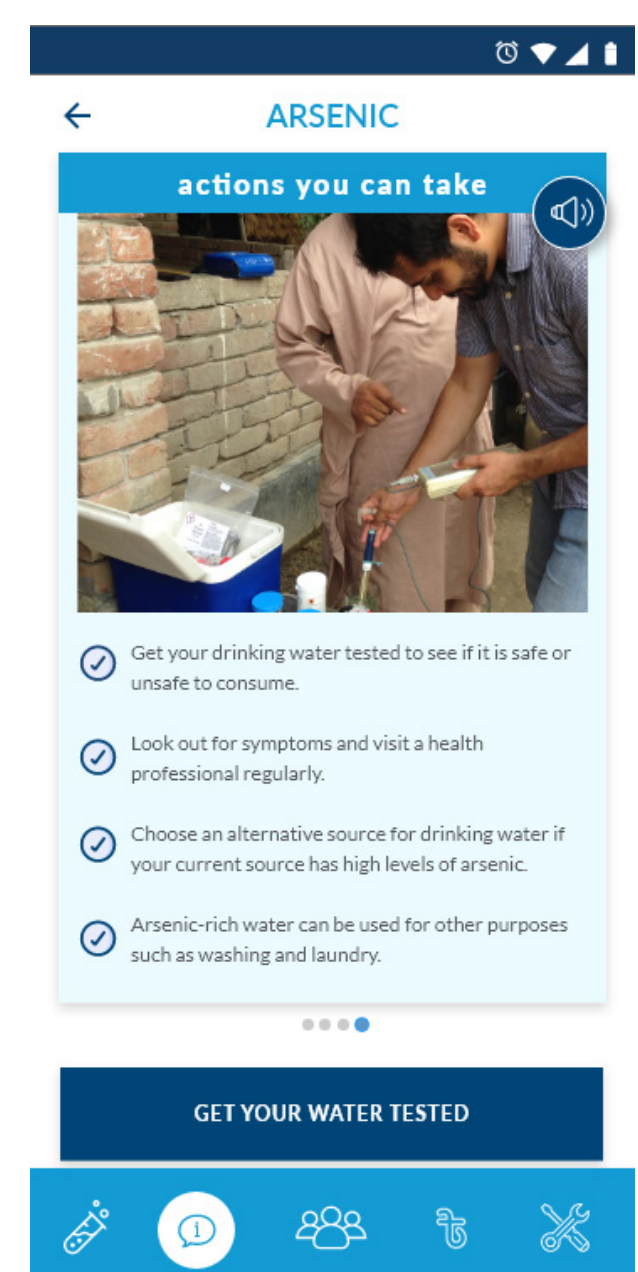 ARSENIC
actions you can take
Get your drinking water tested to see if it is safe or
unsafe to consume.
Look out for symptoms and visit a health
professional regularly.
Choose an alternative source for drinking water if
your current source has high levels of arsenic.
Arsenic-rich water can be used for other purposes
such as washing and laundry.
GET YOUR WATER TESTED
৳